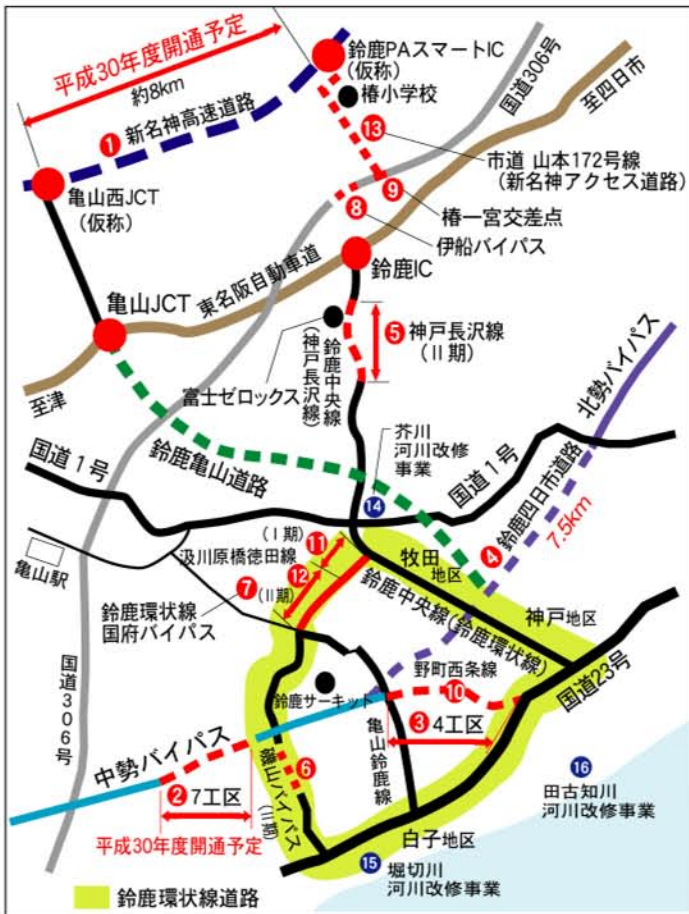 平成30年度開通予定
約8km
鈴鹿PAスマートIC
(仮称)
椿小学校
国道306号
至四日市
❶ 新名神高速道路
⓭
市道 山本172号線
(新名神アクセス道路)
亀山西JCT
(仮称)
❾
椿一宮交差点
❽
伊船バイパス
東名阪自動車道
鈴鹿IC
亀山JCT
❺ 神戸長沢線
(Ⅱ期)
鈴鹿中央線
(神戸長沢線)
富士ゼロックス
北勢バイパス
至津
芥川
河川改修
事業
⓮
国道1号
鈴鹿亀山道路
国道1号
❹ 鈴鹿四日市道路
7.5km
(Ⅰ期)
⓫
汲川原橋徳田線
⓬
牧田
地区
亀山駅
❼ (Ⅱ期)
鈴鹿環状線
国府バイパス
鈴鹿中央線(鈴鹿環状線)
神戸地区
国道23号
野町西条線
❿
鈴鹿サーキット
国道306号
❸ 4工区
亀山鈴鹿線
中勢バイパス
❻
磯山バイパス
(Ⅱ期)
❷ 7工区
平成30年度開通予定
⓰
田古知川
河川改修事業
白子地区
⓯ 堀切川
河川改修事業
鈴鹿環状線道路